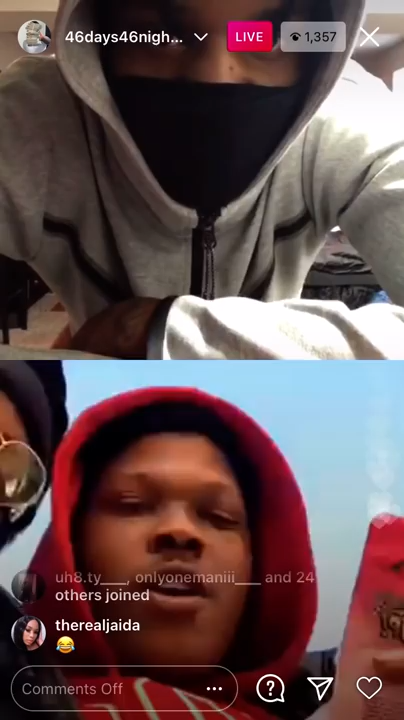 46days46nigh...
LIVE
1,357
uh8.ty___, onlyonemaniii___ and 24
others joined
therealjaida
😂
Comments Off